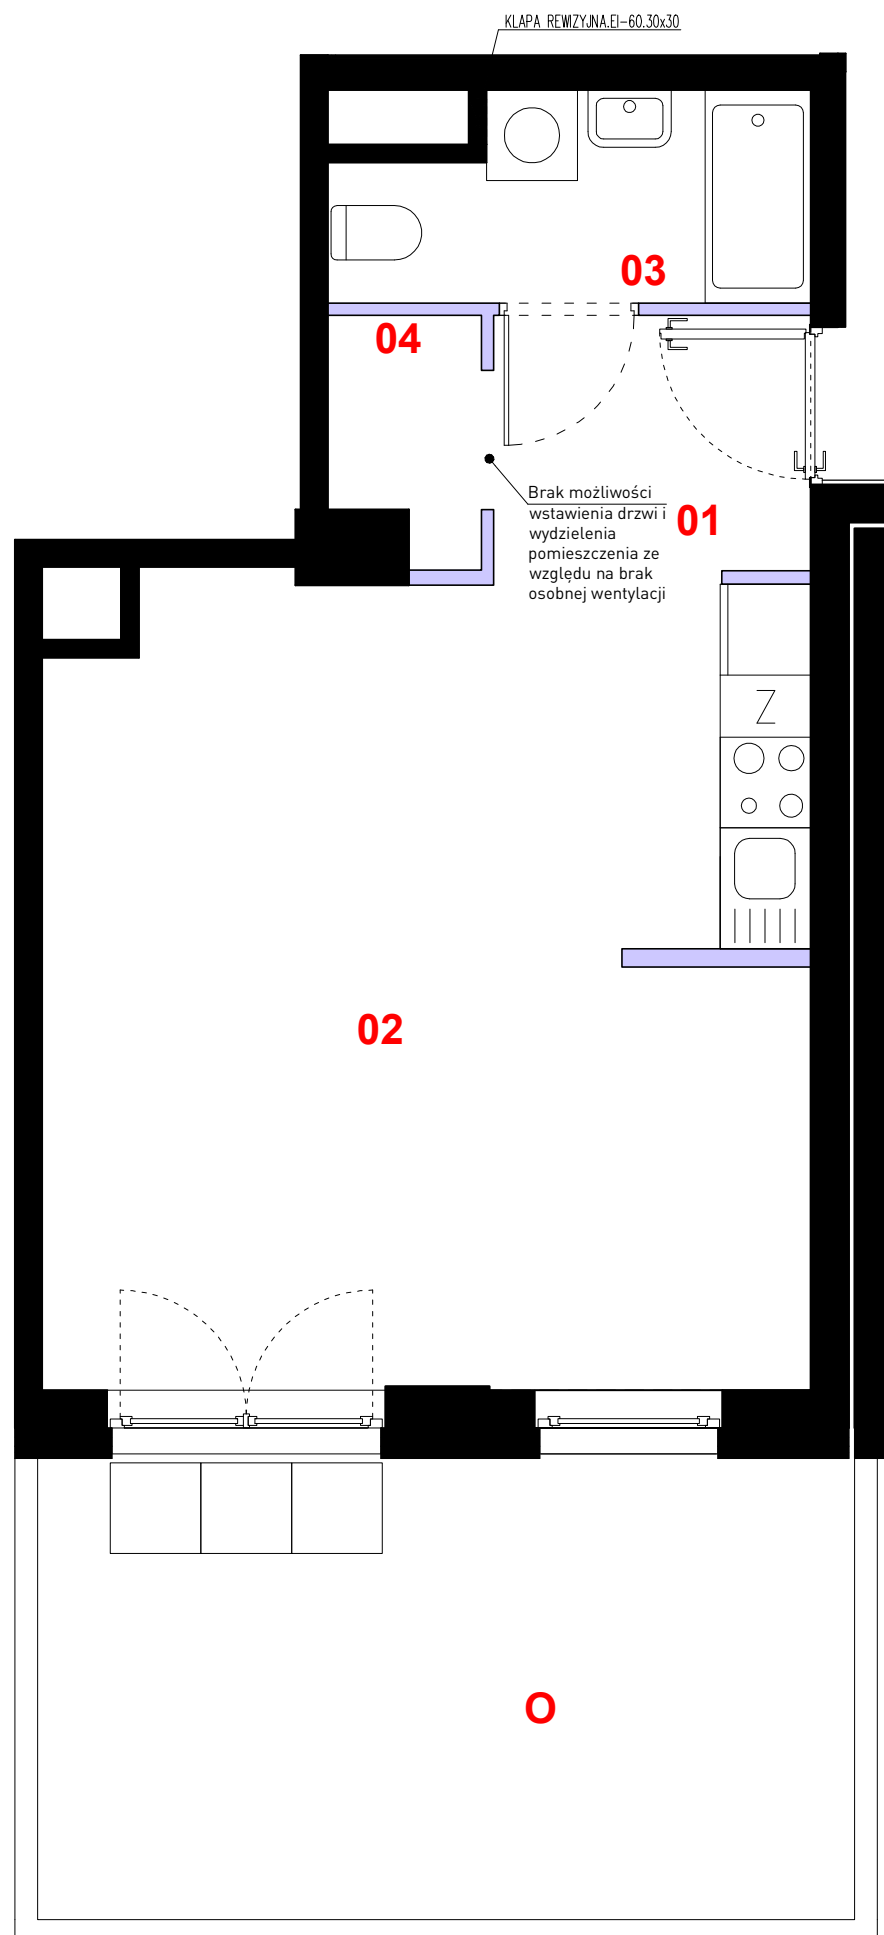 KLAPA REWIZYJNA.EI-60.30x30
03
04
Brak możliwości
wstawienia drzwi i
wydzielenia
pomieszczenia ze
względu na brak
osobnej wentylacji
01
Z
02
O